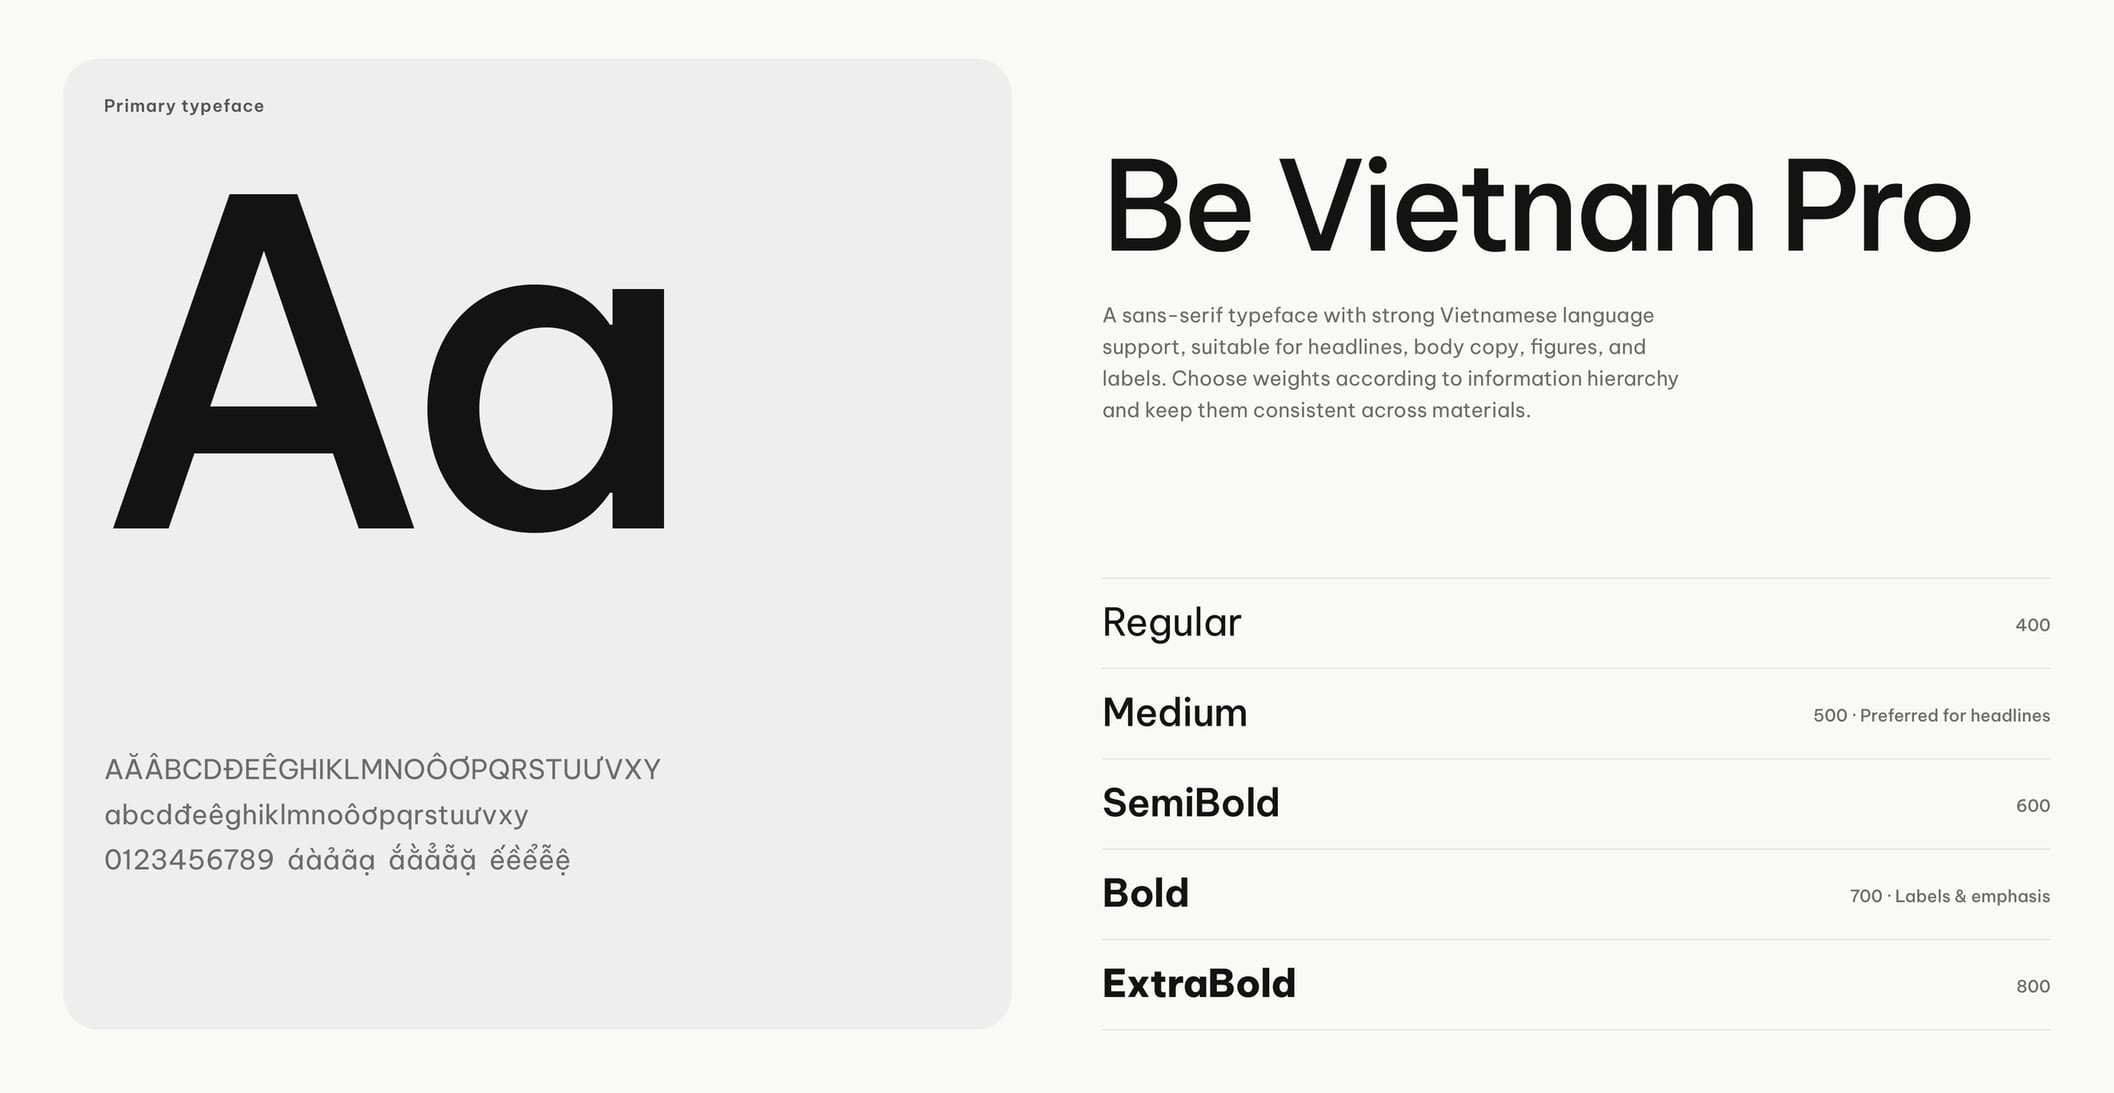 Primary typeface
Aa
AĂÂBCDĐEÊGHIKLMNOÔƠPQRSTUƯVXY
abcdđeêghiklmnoôơpqrstuưvxy
0123456789 áàảãạ ắằẳẵặ ếềểễệ
Be Vietnam Pro
A sans-serif typeface with strong Vietnamese language
support, suitable for headlines, body copy, figures, and
labels. Choose weights according to information hierarchy
and keep them consistent across materials.
Regular 400
Medium 500 · Preferred for headlines
SemiBold 600
Bold 700 · Labels & emphasis
ExtraBold 800